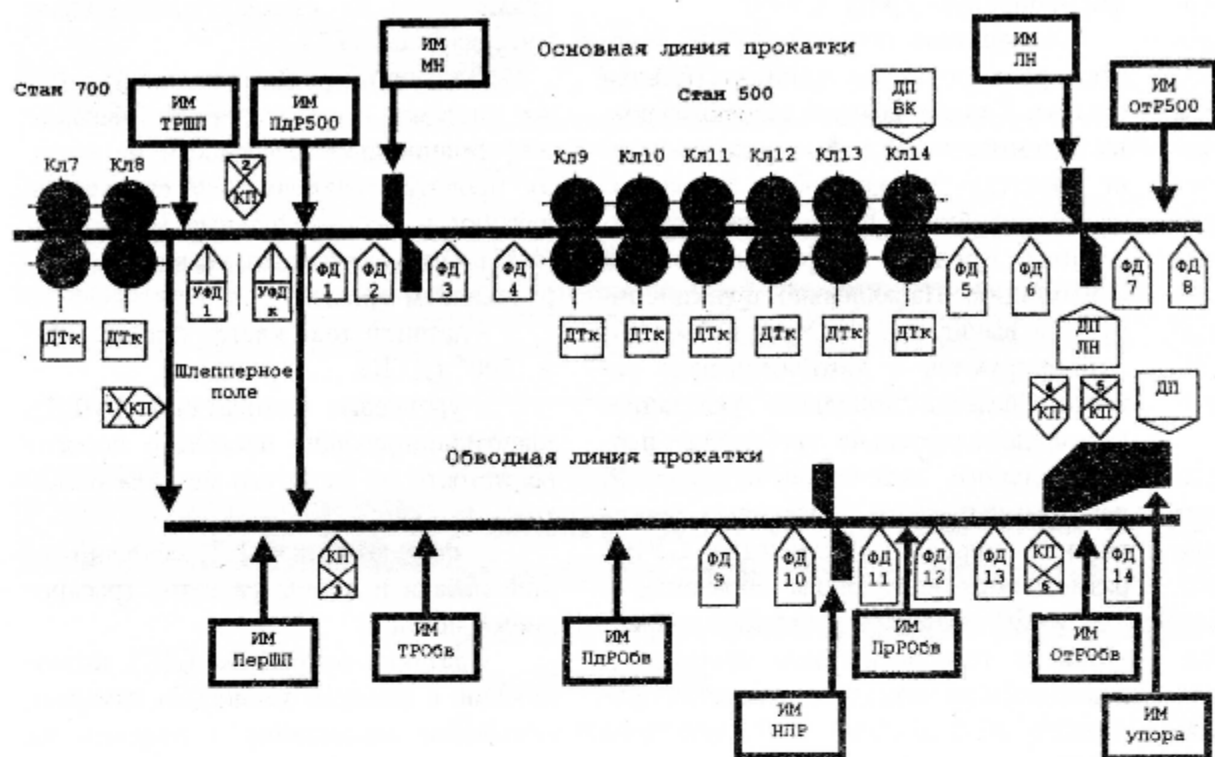 ИМ
МН
Основная линия прокатки
ИМ
ЛН
Стан 700
ИМ
ТРШП
ИМ
ПдР500
Стан 500
ДП
ВК
ИМ
ОтР500
Кл7
Кл8
2
КП
Кл9
Кл10
Кл11
Кл12
Кл13
Кл14
УФД
1
УФД
к
ФД
1
ФД
2
ФД
3
ФД
4
ФД
5
ФД
6
ФД
7
ФД
8
ДТк
ДТк
ДТк
ДТк
ДТк
ДТк
ДТк
ДТк
ДП
ЛН
Шлепперное
поле
1
КП
4
КП
5
КП
ДП
Обводная линия прокатки
КП
3
ФД
9
ФД
10
ФД
11
ФД
12
ФД
13
КП
6
ФД
14
ИМ
ПерШП
ИМ
ТРОбв
ИМ
ПдРОбв
ИМ
ПрРОбв
ИМ
ОтРОбв
ИМ
НПР
ИМ
упора